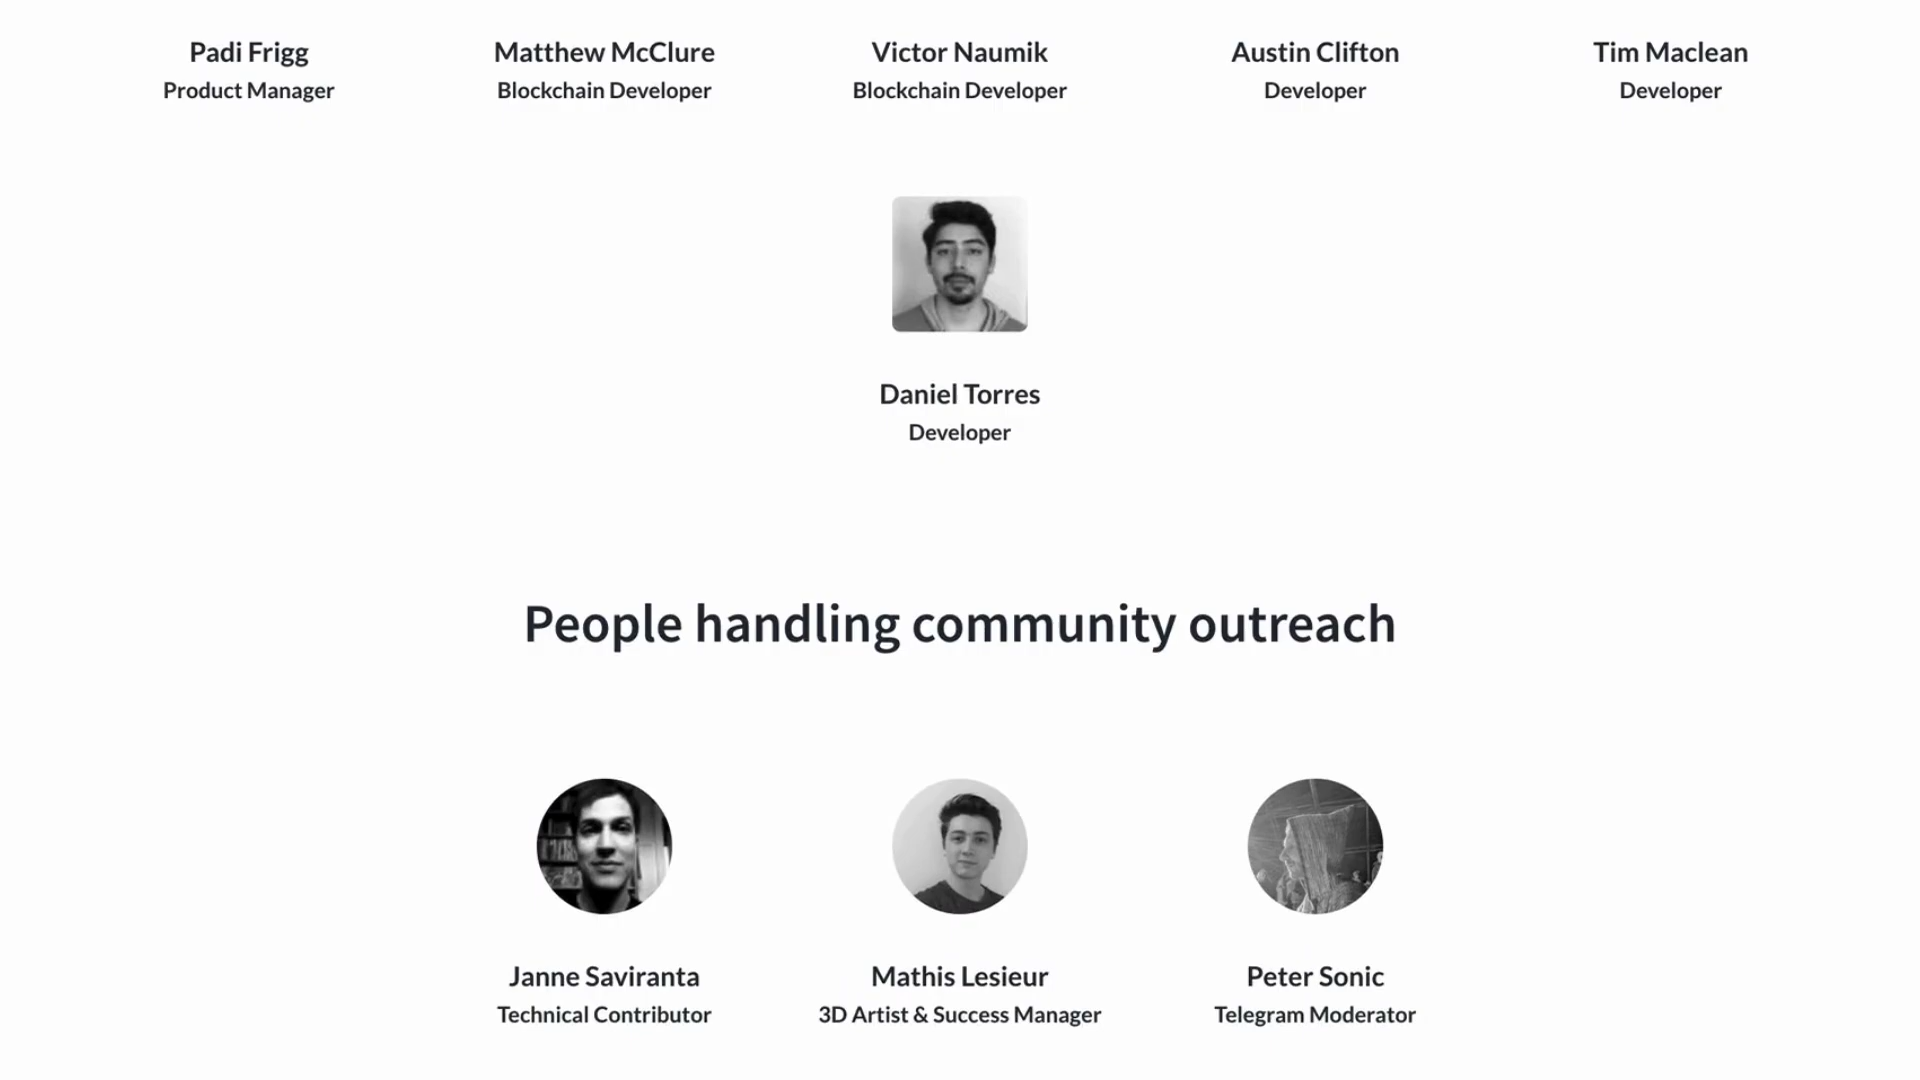 Padi Frigg
Matthew McClure
Victor Naumik
Austin Clifton
Tim Maclean
Product Manager
Blockchain Developer
Blockchain Developer
Developer
Developer
Daniel Torres
Developer
People handling community outreach
Janne Saviranta
Mathis Lesieur
Peter Sonic
Technical Contributor
3D Artist & Success Manager
Telegram Moderator